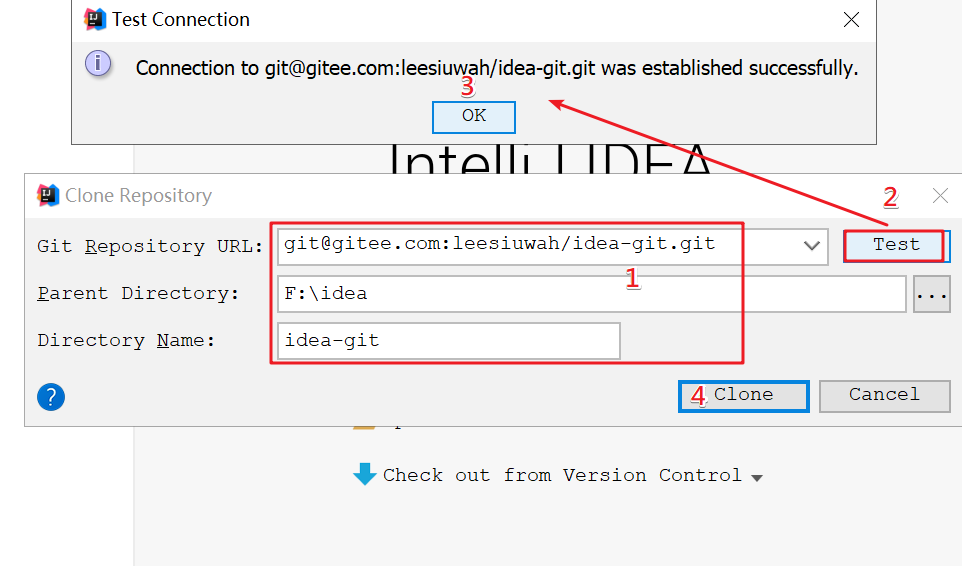 Test Connection
Connection to git@gitee.com:leesiuwah/idea-git.git was established successfully.
3
OK
IntelliJ IDEA
Clone Repository
2
Git Repository URL: git@gitee.com:leesiuwah/idea-git.git Test
1
Parent Directory: F:\idea ...
Directory Name: idea-git
? 4 Clone Cancel
Check out from Version Control